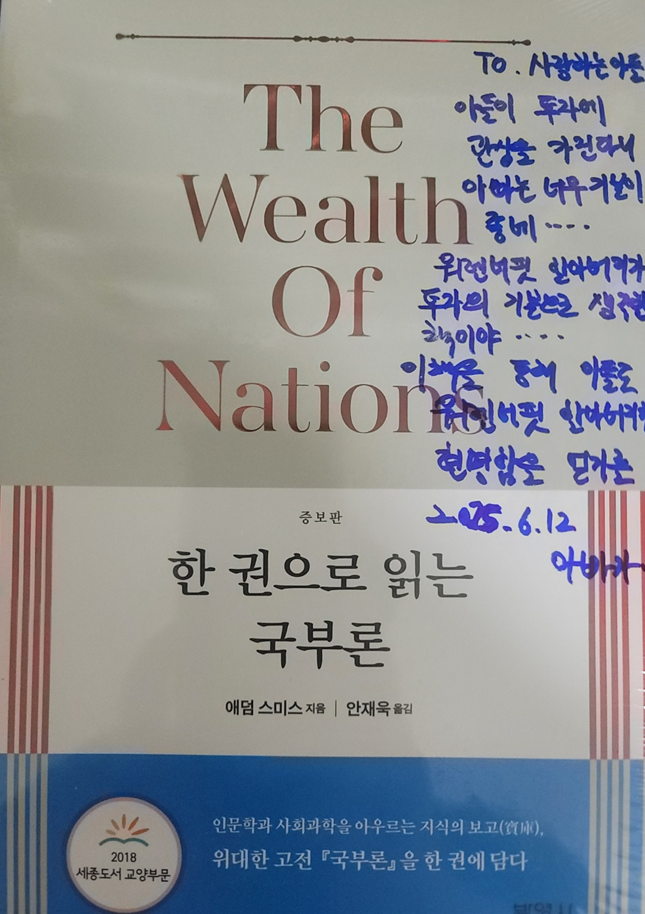 The
Wealth
Of
Nations
TO. 사랑하는 아들
아들이 투자에
관심을 가진다니
아빠는 너무 기분이
좋네....
워렌버핏 할아버지가
투자의 기본으로 생각한
책이야....
이책을 통해 아들도
워렌버핏 할아버지의
현명함을 얻기를
2025.6.12
아빠가
증보판
한 권으로 읽는
국부론
애덤 스미스 지음 | 안재욱 옮김
2018
세종도서 교양부문
인문학과 사회과학을 아우르는 지식의 보고(寶庫),
위대한 고전 『국부론』을 한 권에 담다